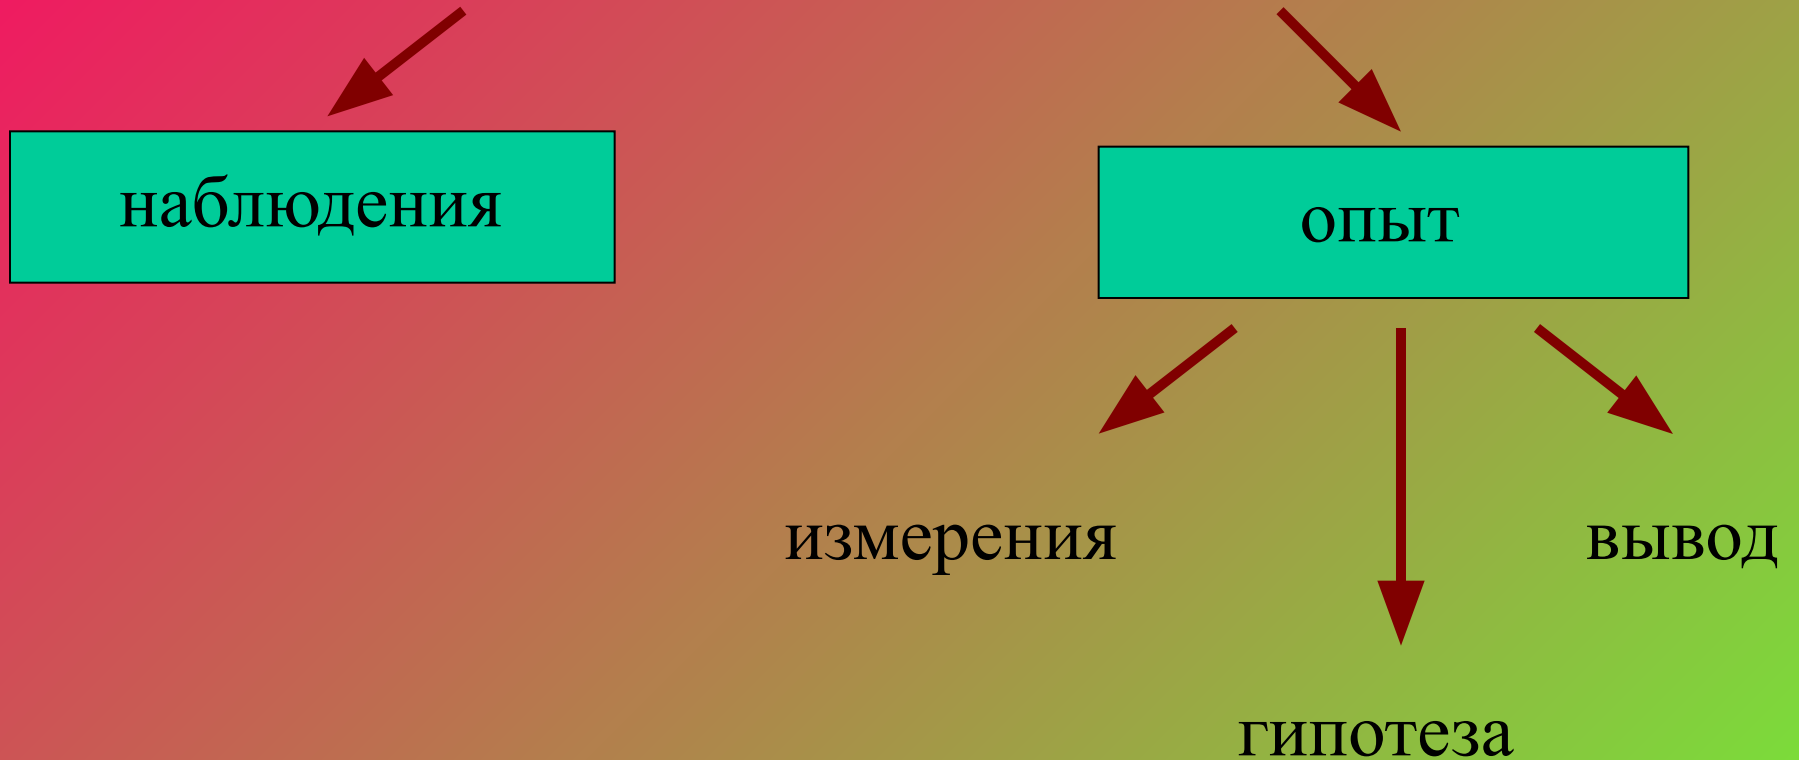 наблюдения
опыт
измерения
вывод
гипотеза